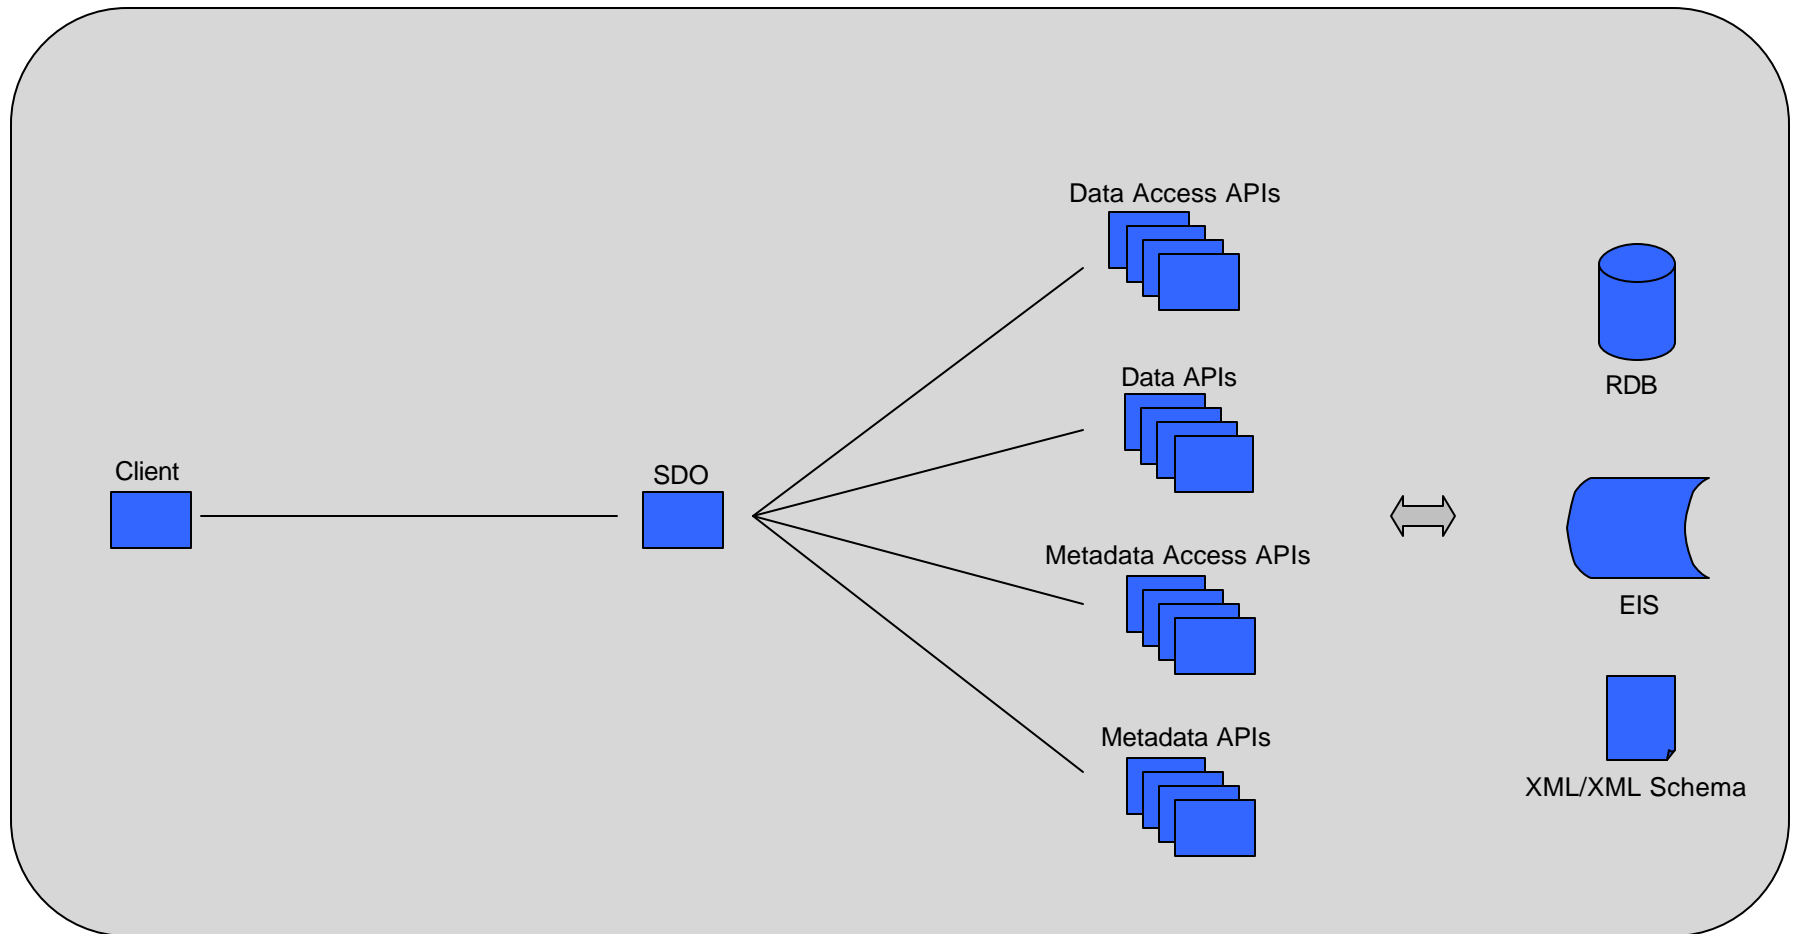 Client
SDO
Data Access APIs
Data APIs
Metadata Access APIs
Metadata APIs
RDB
EIS
XML/XML Schema